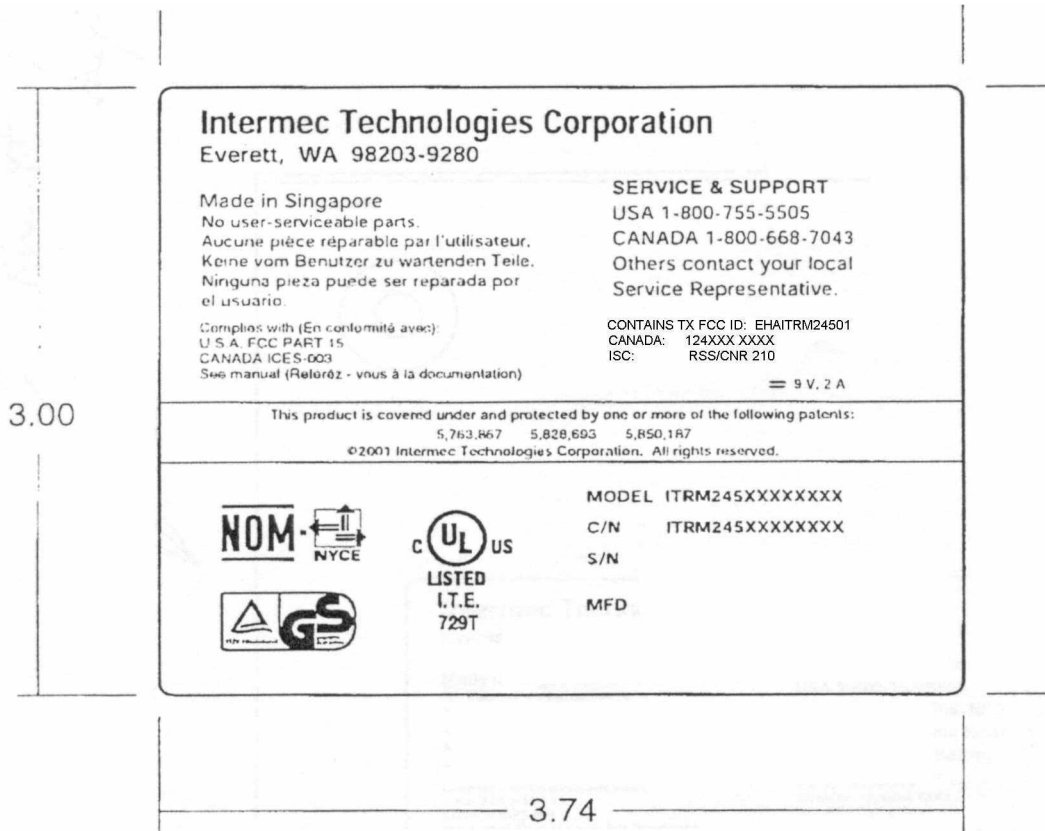 Intermec Technologies Corporation
Everett, WA 98203-9280
Made in Singapore
No user-serviceable parts.
Aucune pièce réparable par l'utilisateur.
Keine vom Benutzer zu wartenden Teile.
Ninguna pieza puede ser reparada por
el usuario.
Complies with (En conformité avec):
U S A. FCC PART 15
CANADA ICES-003
See manual (Referéz - vous à la documentation)
SERVICE & SUPPORT
USA 1-800-755-5505
CANADA 1-800-668-7043
Others contact your local
Service Representative.
CONTAINS TX FCC ID: EHAITRM24501
CANADA: 124XXX XXXX
ISC: RSS/CNR 210
9 V, 2 A
3.00
This product is covered under and protected by one or more of the following patents:
5,763,867 5,828,693 5,850,187
©2001 Intermec Technologies Corporation. All rights reserved.
NOM-
NYCE
C UL US
LISTED
I.T.E.
729T
GS
MODEL ITRM245XXXXXXXX
C/N ITRM245XXXXXXXX
S/N
MFD
3.74